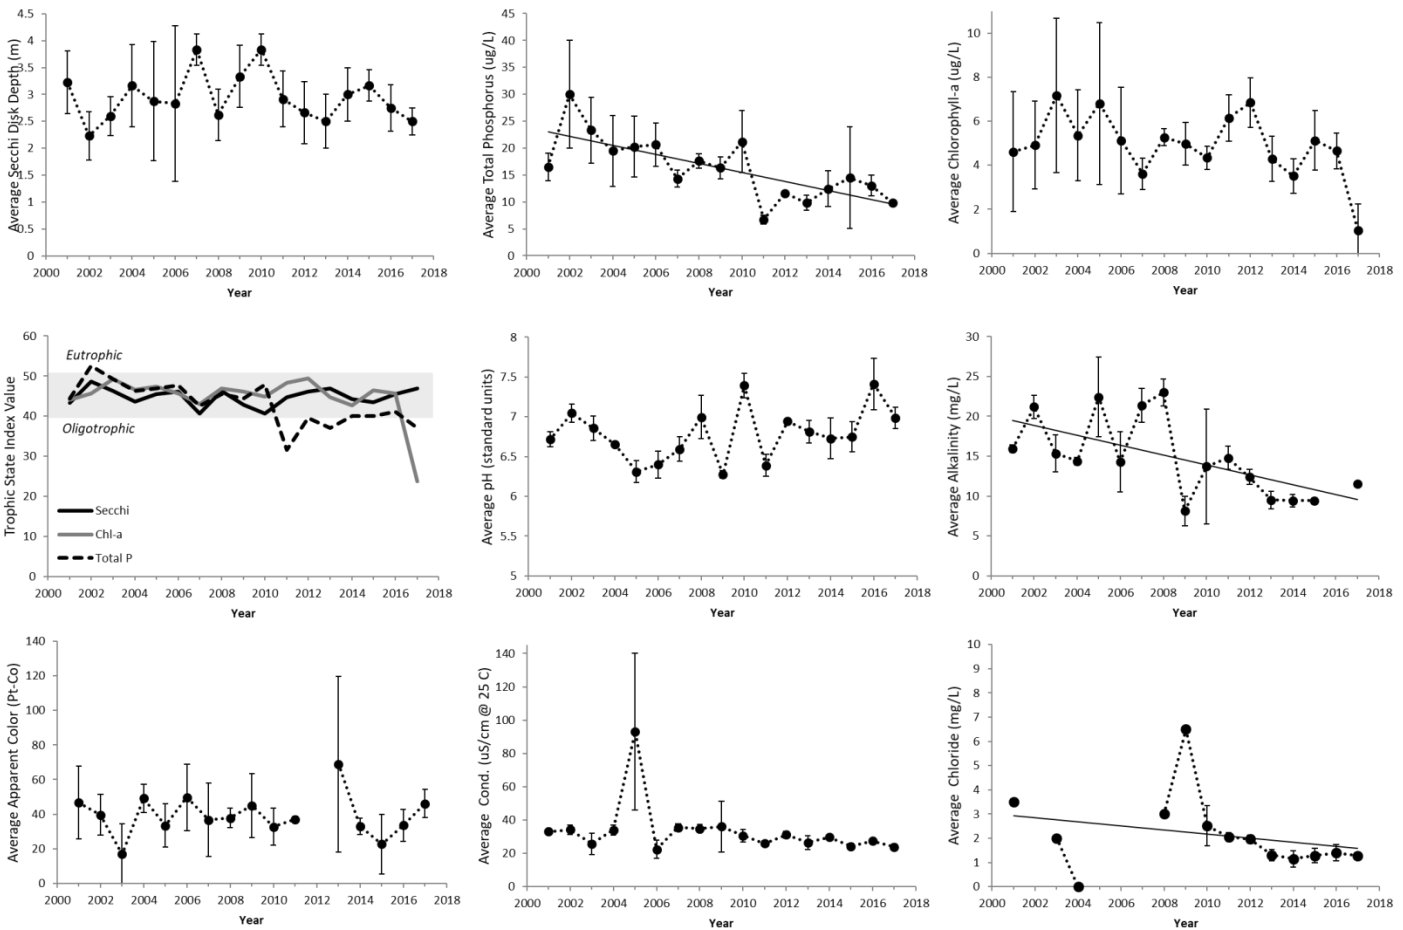 Average Secchi Disk Depth (m)
4.5
4
3.5
3
2.5
2
1.5
1
0.5
0
2000 2002 2004 2006 2008 2010 2012 2014 2016 2018
Year
Average Total Phosphorus (ug/L)
45
40
35
30
25
20
15
10
5
0
2000 2002 2004 2006 2008 2010 2012 2014 2016 2018
Year
Average Chlorophyll-a (ug/L)
10
8
6
4
2
0
2000 2002 2004 2006 2008 2010 2012 2014 2016 2018
Year
Trophic State Index Value
60
50
40
30
20
10
0
Eutrophic
Oligotrophic
Secchi
Chl-a
Total P
2000 2002 2004 2006 2008 2010 2012 2014 2016 2018
Year
Average pH (standard units)
8
7.5
7
6.5
6
5.5
5
2000 2002 2004 2006 2008 2010 2012 2014 2016 2018
Year
Average Alkalinity (mg/L)
30
25
20
15
10
5
0
2000 2002 2004 2006 2008 2010 2012 2014 2016 2018
Year
Average Apparent Color (Pt-Co)
140
120
100
80
60
40
20
0
2000 2002 2004 2006 2008 2010 2012 2014 2016 2018
Year
Average Cond. (uS/cm @ 25 C)
140
120
100
80
60
40
20
0
2000 2002 2004 2006 2008 2010 2012 2014 2016 2018
Year
Average Chloride (mg/L)
10
9
8
7
6
5
4
3
2
1
0
2000 2002 2004 2006 2008 2010 2012 2014 2016 2018
Year